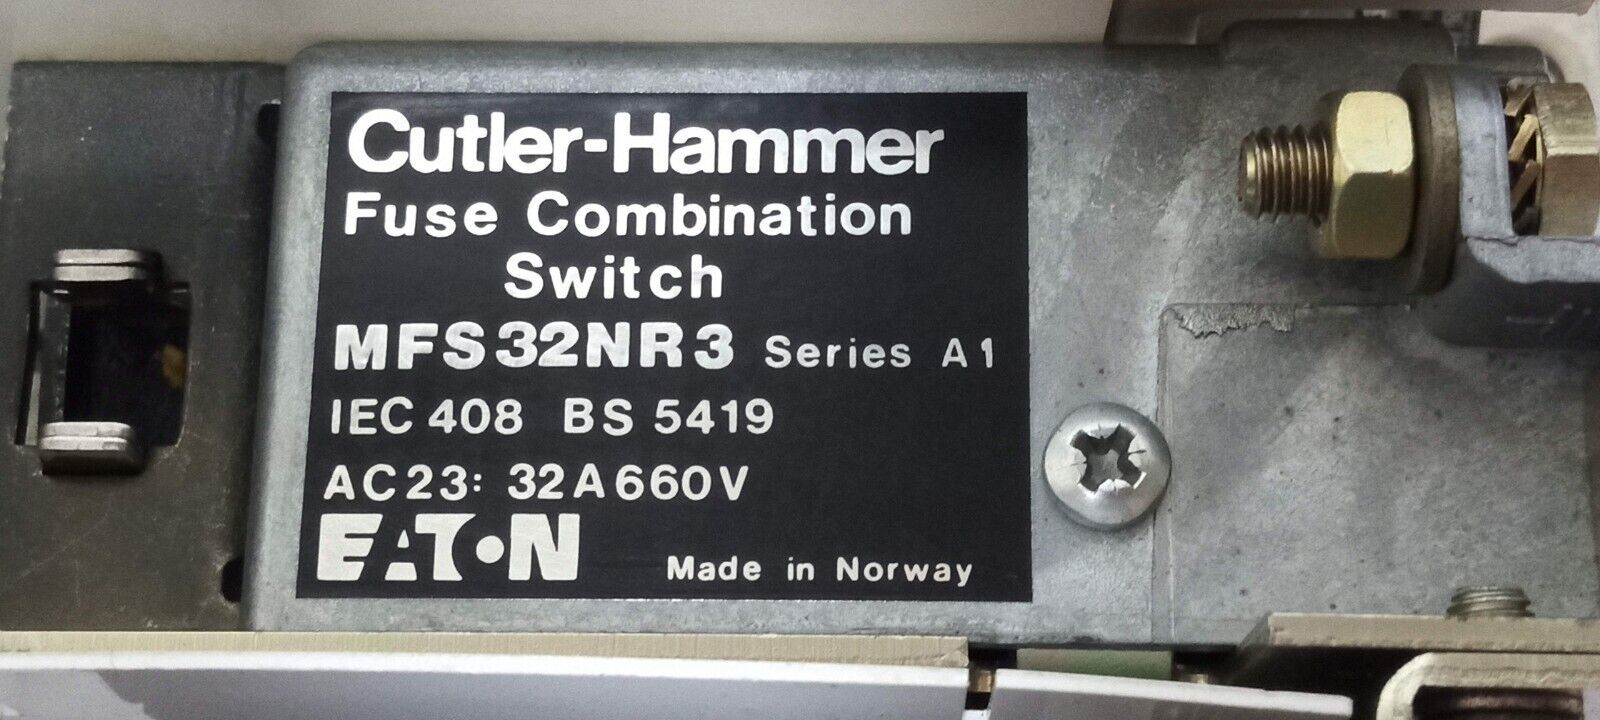 Cutler-Hammer
Fuse Combination
Switch
MFS32NR3 Series A1
IEC 408 BS 5419
AC23: 32A660V
EATON
Made in Norway